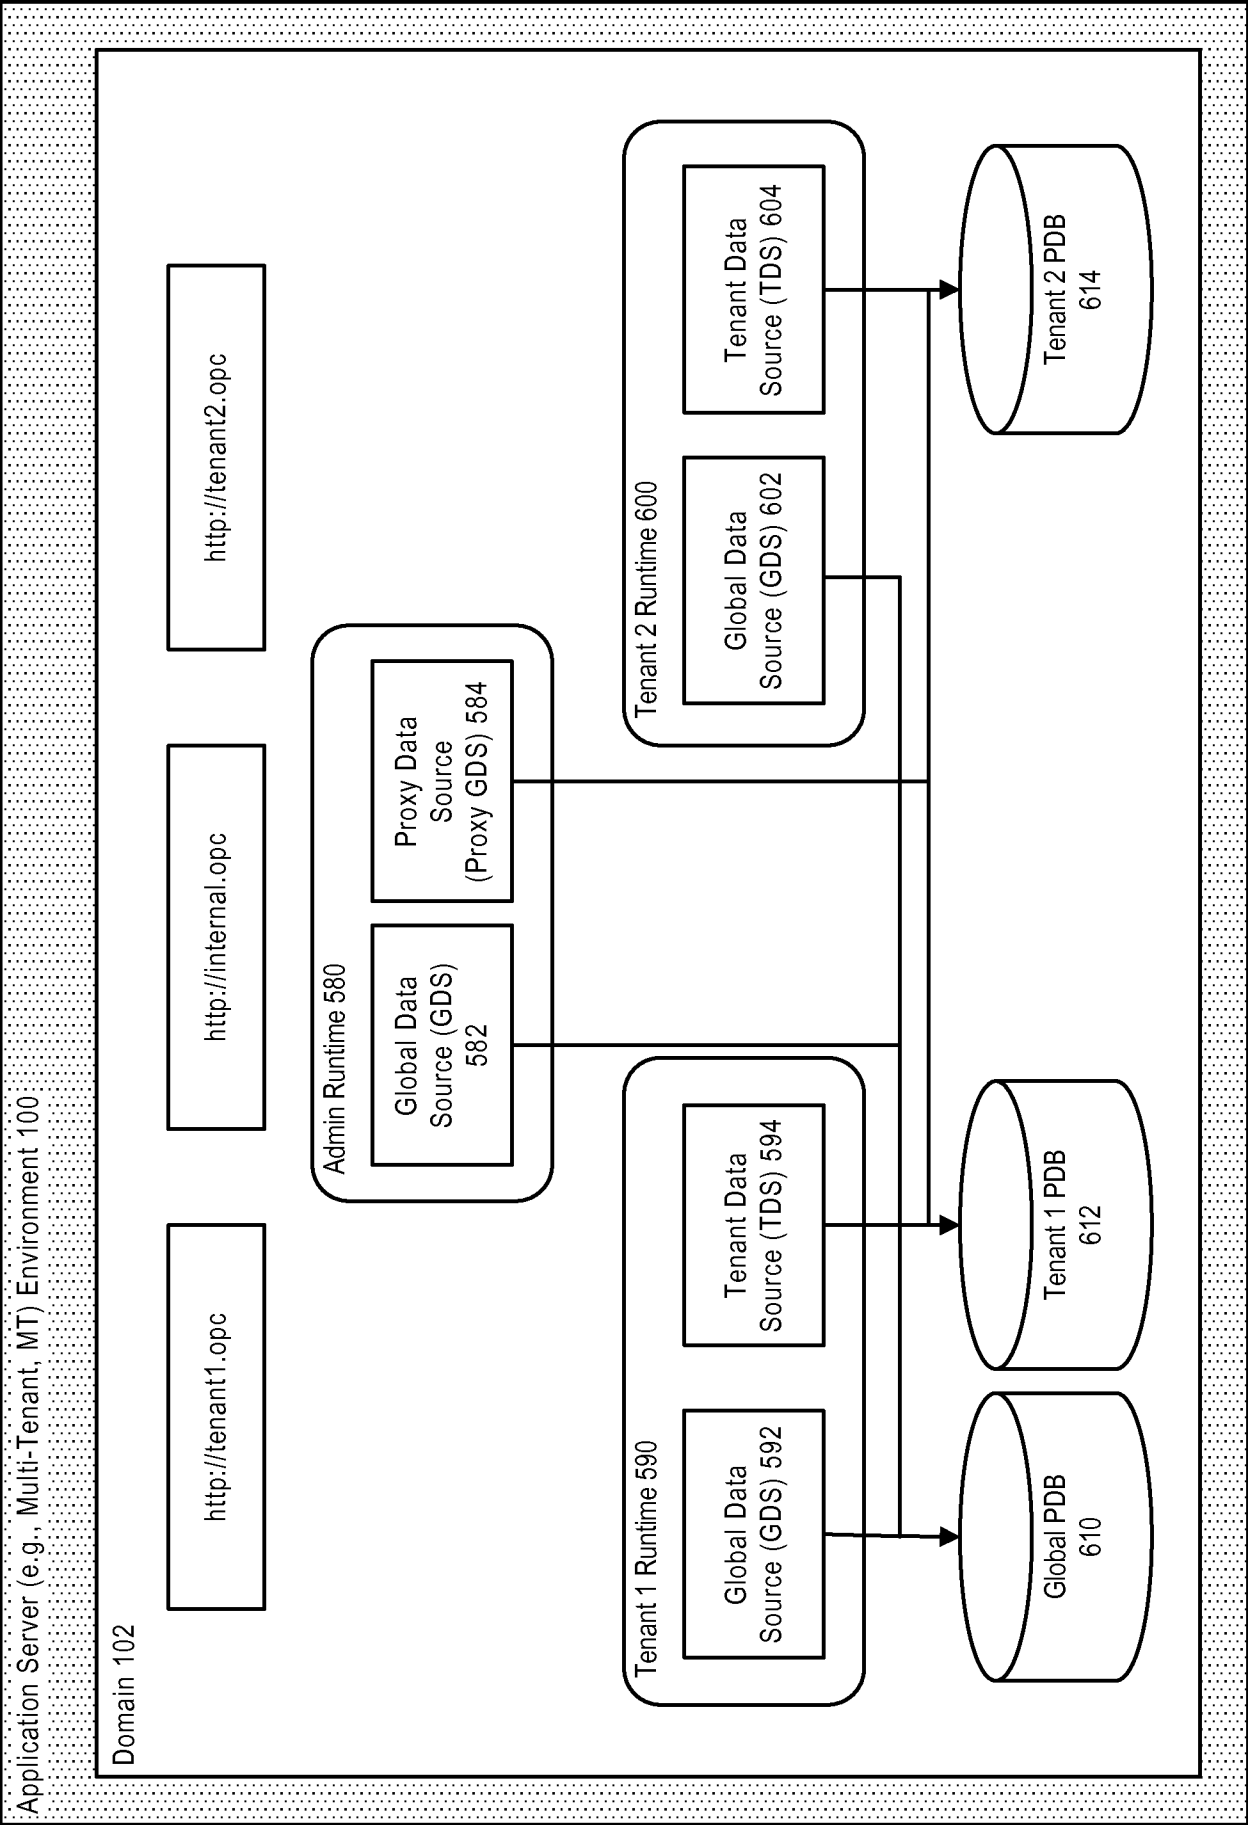 Application Server (e.g., Multi-Tenant, MT) Environment 100
Domain 102
http://tenant1.opc
http://internal.opc
http://tenant2.opc
Admin Runtime 580
Global Data
Source (GDS)
582
Proxy Data
Source
(Proxy GDS) 584
Tenant 1 Runtime 590
Global Data
Source (GDS) 592
Tenant Data
Source (TDS) 594
Tenant 2 Runtime 600
Global Data
Source (GDS) 602
Tenant Data
Source (TDS) 604
Global PDB
610
Tenant 1 PDB
612
Tenant 2 PDB
614